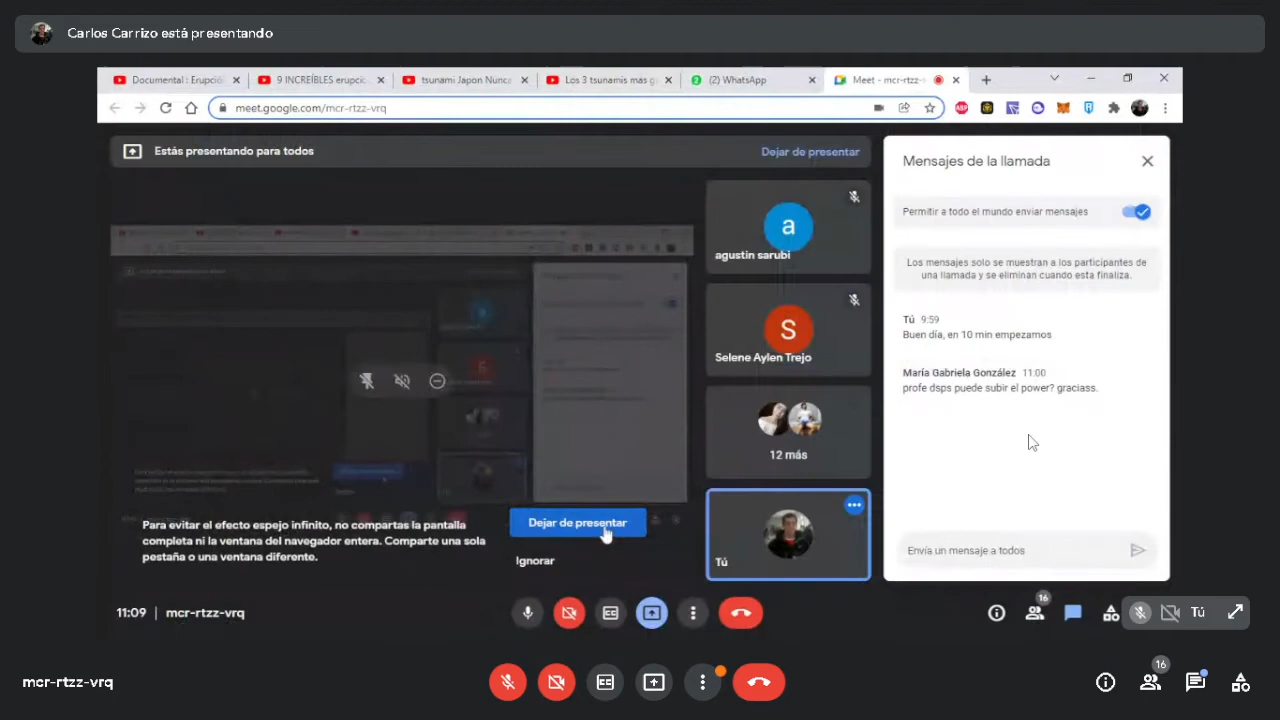 Carlos Carrizo está presentando
Documental : Erupció
9 INCREÍBLES erupcio
tsunami Japon Nunca
Los 3 tsunamis mas g
(2) WhatsApp
Meet - mcr-rtzz-v
meet.google.com/mcr-rtzz-vrq
Estás presentando para todos
Dejar de presentar
Mensajes de la llamada
Permitir a todo el mundo enviar mensajes
Los mensajes solo se muestran a los participantes de
una llamada y se eliminan cuando esta finaliza.
a
agustin sarubi
S
Selene Aylen Trejo
12 más
Tú
Tú 9:59
Buen día, en 10 min empezamos
María Gabriela González 11:00
profe dsps puede subir el power? graciass.
Envía un mensaje a todos
Para evitar el efecto espejo infinito, no compartas la pantalla
completa ni la ventana del navegador entera. Comparte una sola
pestaña o una ventana diferente.
Dejar de presentar
Ignorar
11:09 | mcr-rtzz-vrq
16
Tú
mcr-rtzz-vrq
16